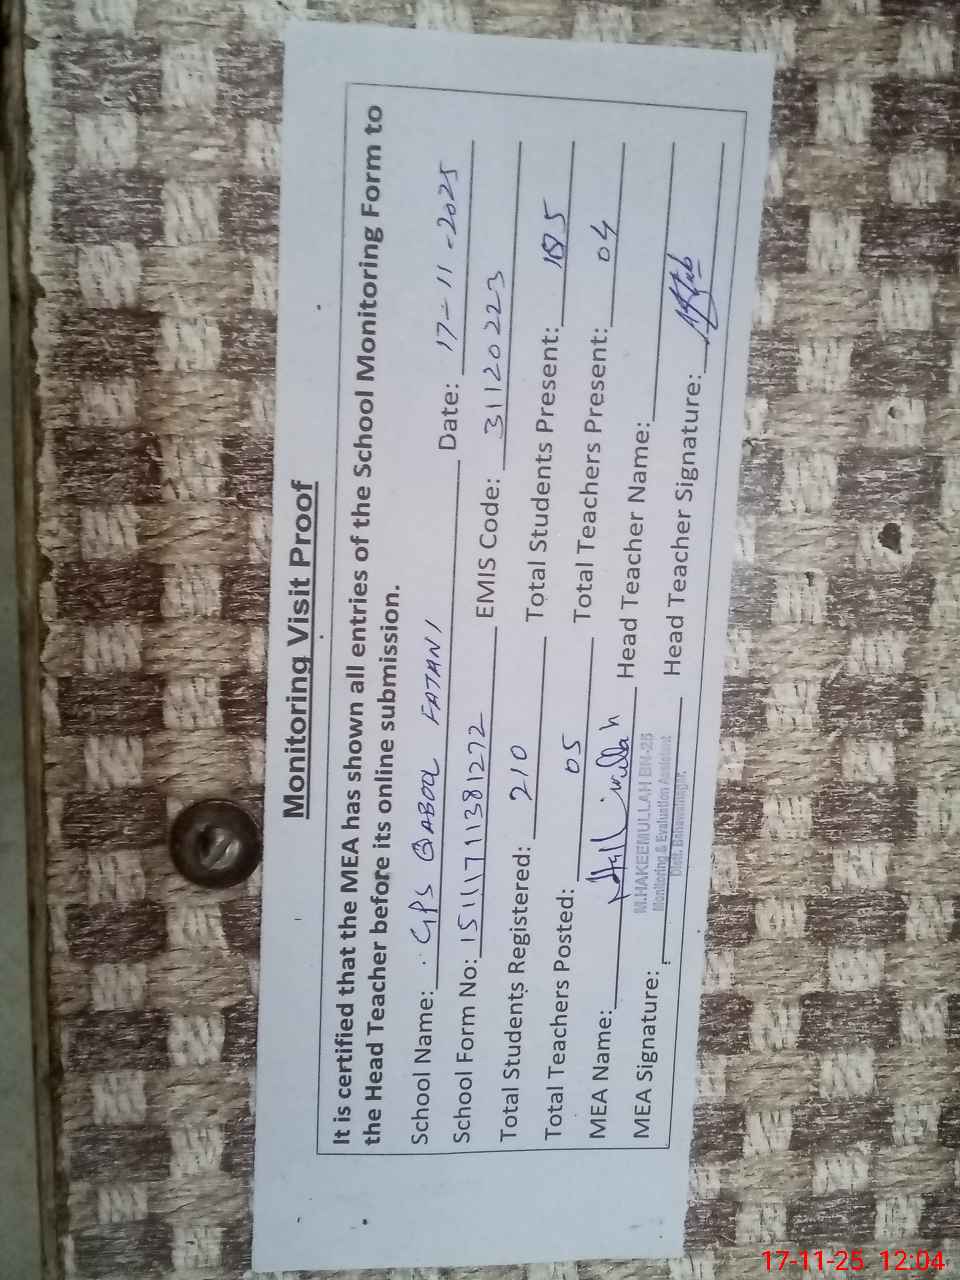 Monitoring Visit Proof
It is certified that the MEA has shown all entries of the School Monitoring Form to
the Head Teacher before its online submission.
School Name: GPS QABOOL FATANI Date: 17-11-2025
School Form No: 15111711381272 EMIS Code: 31120223
Total Students Registered: 210 Total Students Present: 185
Total Teachers Posted: 05 Total Teachers Present: 04
MEA Name: Head Teacher Name:
M.HAKEEMULLAH BN-25
Monitoring & Evaluation Assistant
Distt. Bahawalnagar.
MEA Signature: Head Teacher Signature:
17-11-25 12:04